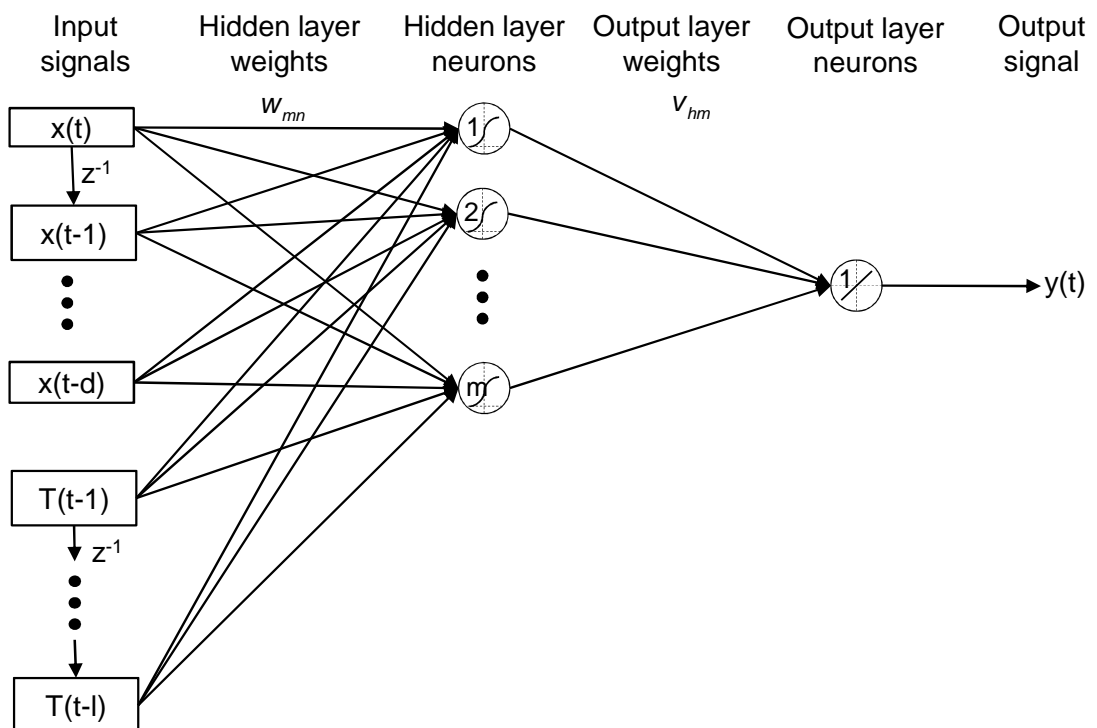 Input signals
Hidden layer weights
Hidden layer neurons
Output layer weights
Output layer neurons
Output signal
w_mn
v_hm
x(t)
z⁻¹
x(t-1)
x(t-d)
T(t-1)
z⁻¹
T(t-l)
1
2
m
1
y(t)